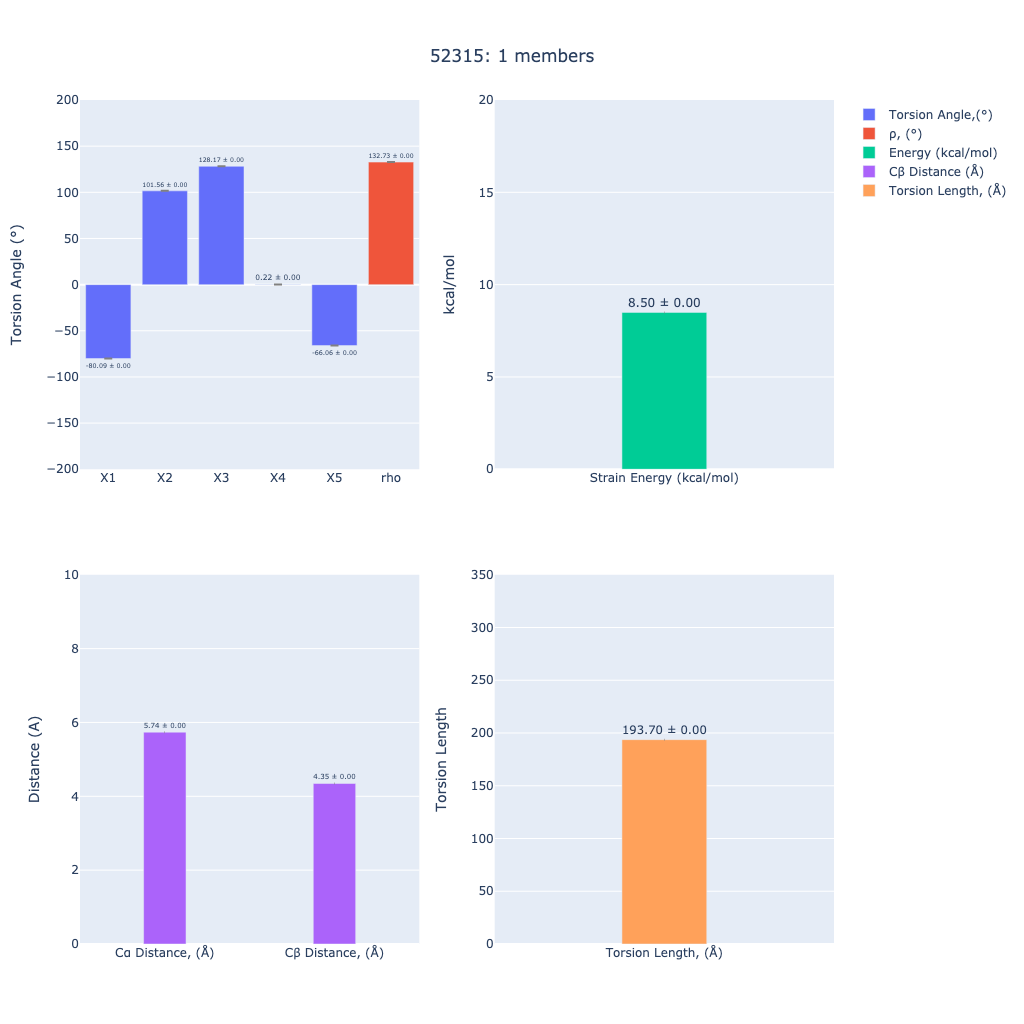 52315: 1 members
Torsion Angle (°)
200
150
100
50
0
−50
−100
−150
−200
-80.09 ± 0.00
101.56 ± 0.00
128.17 ± 0.00
0.22 ± 0.00
-66.06 ± 0.00
132.73 ± 0.00
X1 X2 X3 X4 X5 rho
kcal/mol
20
15
10
5
0
8.50 ± 0.00
Strain Energy (kcal/mol)
Torsion Angle,(°)
ρ, (°)
Energy (kcal/mol)
Cβ Distance (Å)
Torsion Length, (Å)
Distance (A)
10
8
6
4
2
0
5.74 ± 0.00
4.35 ± 0.00
Cα Distance, (Å) Cβ Distance, (Å)
Torsion Length
350
300
250
200
150
100
50
0
193.70 ± 0.00
Torsion Length, (Å)